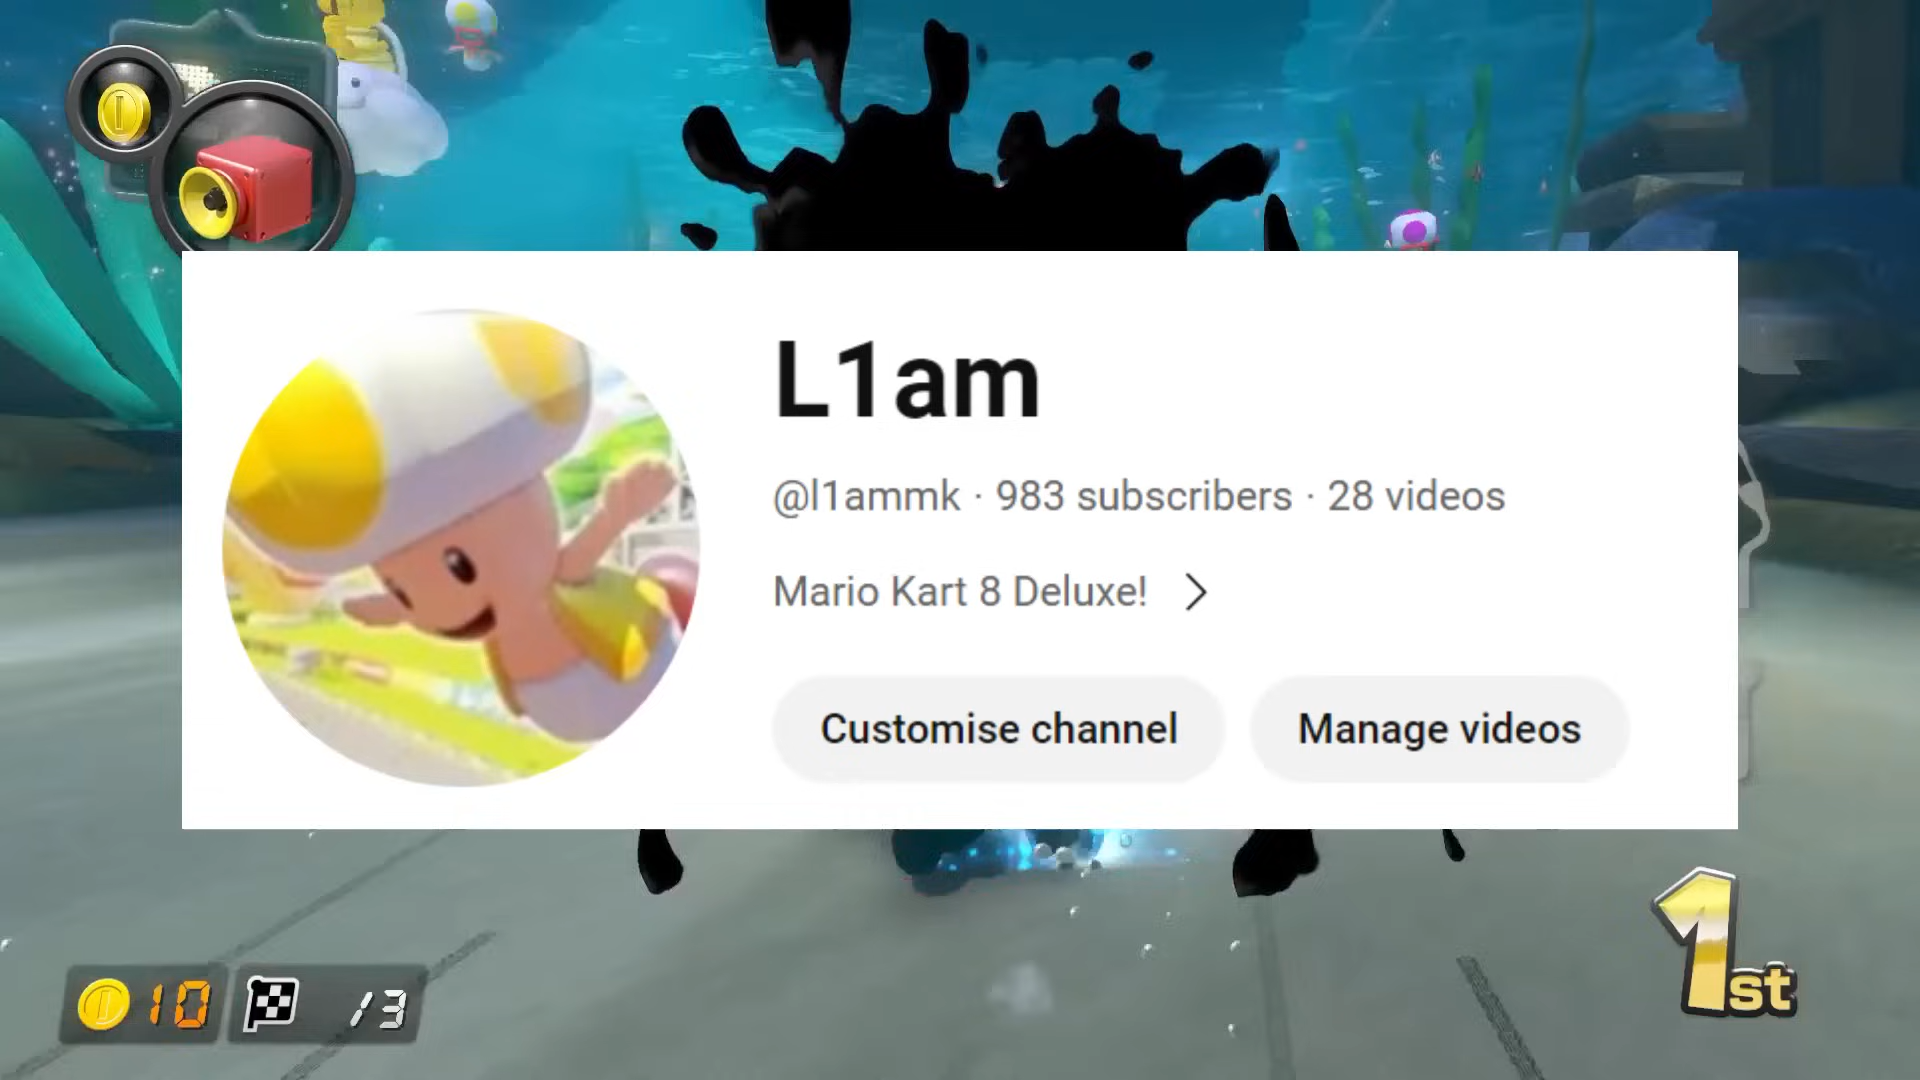 L1am
@l1ammk · 983 subscribers · 28 videos
Mario Kart 8 Deluxe!
Customise channel
Manage videos
10
/3
1st